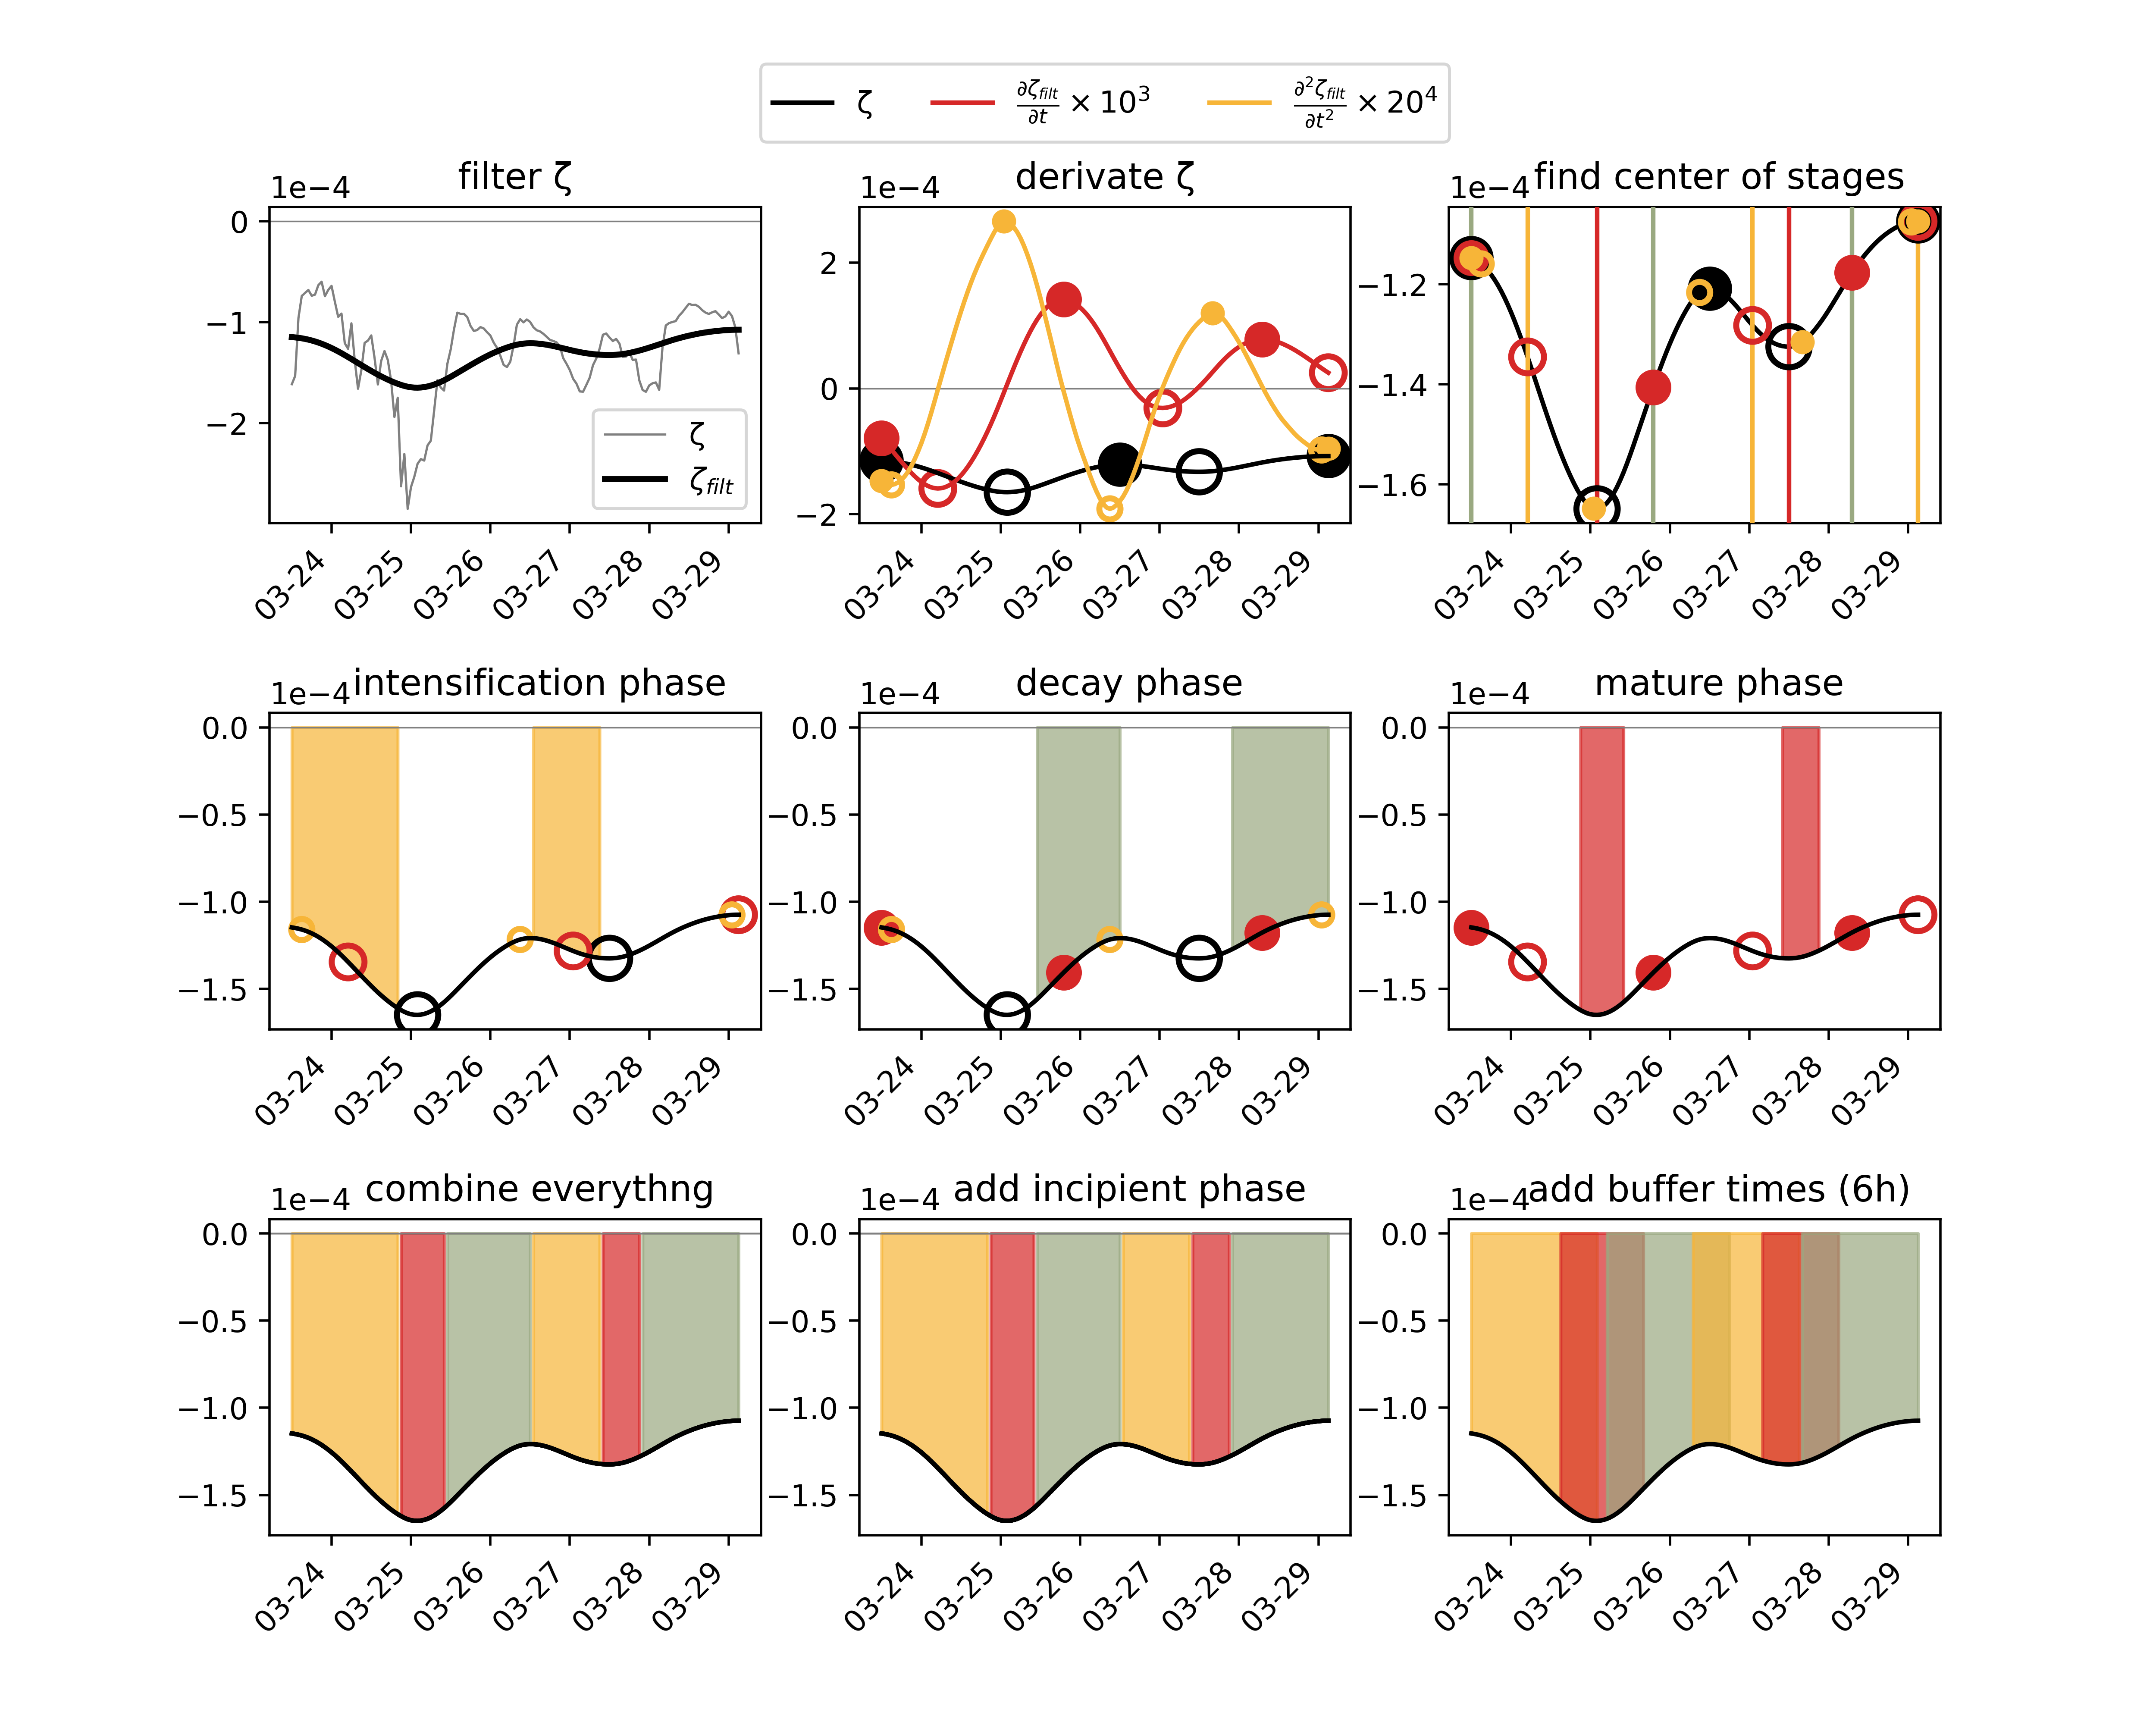 ζ ∂ζ_filt/∂t × 10³ ∂²ζ_filt/∂t² × 20⁴
filter ζ
1e−4
0
−1
−2
ζ
ζ_filt
03-24 03-25 03-26 03-27 03-28 03-29
derivate ζ
1e−4
2
0
−2
03-24 03-25 03-26 03-27 03-28 03-29
find center of stages
1e−4
−1.2
−1.4
−1.6
03-24 03-25 03-26 03-27 03-28 03-29
intensification phase
1e−4
0.0
−0.5
−1.0
−1.5
03-24 03-25 03-26 03-27 03-28 03-29
decay phase
1e−4
0.0
−0.5
−1.0
−1.5
03-24 03-25 03-26 03-27 03-28 03-29
mature phase
1e−4
0.0
−0.5
−1.0
−1.5
03-24 03-25 03-26 03-27 03-28 03-29
combine everythng
1e−4
0.0
−0.5
−1.0
−1.5
03-24 03-25 03-26 03-27 03-28 03-29
add incipient phase
1e−4
0.0
−0.5
−1.0
−1.5
03-24 03-25 03-26 03-27 03-28 03-29
add buffer times (6h)
1e−4
0.0
−0.5
−1.0
−1.5
03-24 03-25 03-26 03-27 03-28 03-29